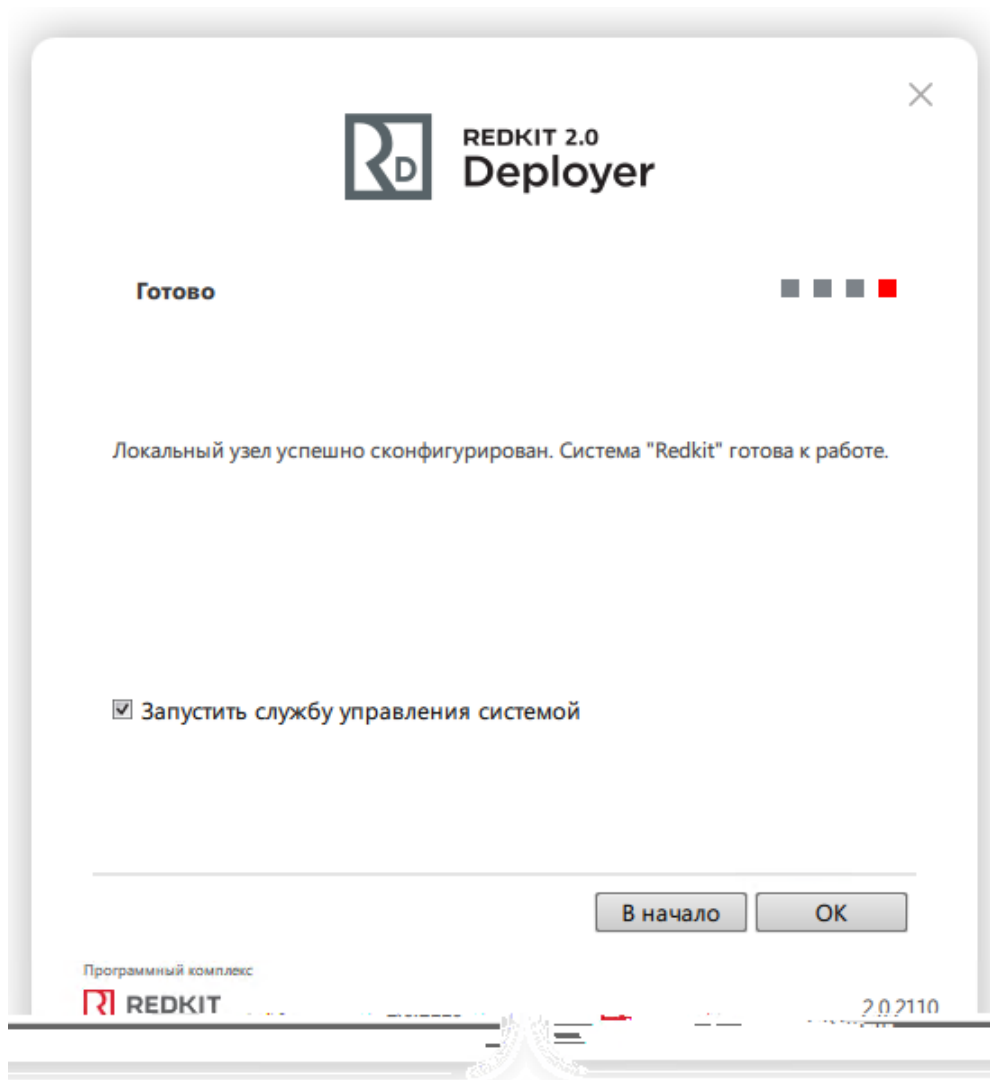 REDKIT 2.0
Deployer
Готово
Локальный узел успешно сконфигурирован. Система "Redkit" готова к работе.
Запустить службу управления системой
В начало
OK
Программный комплекс
REDKIT
2.0.2110